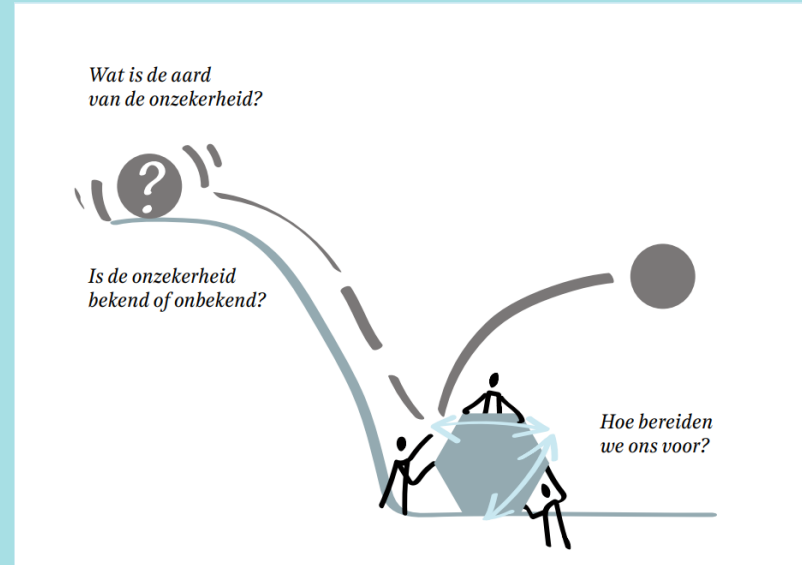 Wat is de aard
van de onzekerheid?
?
Is de onzekerheid
bekend of onbekend?
Hoe bereiden
we ons voor?